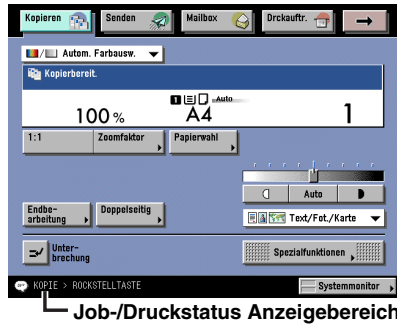 Kopieren Senden Mailbox Drckauftr.
Autom. Farbausw.
Kopierbereit.
100 % 1 Auto A4 1
1:1 Zoomfaktor Papierwahl
Auto
Endbe-
arbeitung Doppelseitig Text/Fot./Karte
Unter-
brechung Spezialfunktionen
KOPIE > ROCKSTELLTASTE Systemmonitor
Job-/Druckstatus Anzeigebereich